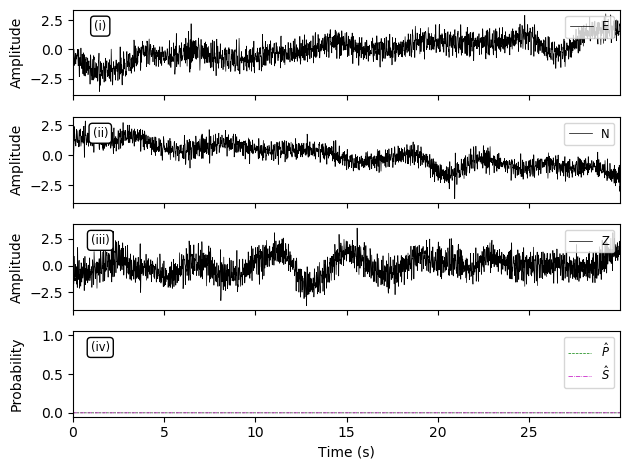 Amplitude
2.5
0.0
−2.5
(i)
E
Amplitude
2.5
0.0
−2.5
(ii)
N
Amplitude
2.5
0.0
−2.5
(iii)
Z
Probability
1.0
0.5
0.0
(iv)
P̂
Ŝ
0 5 10 15 20 25
Time (s)